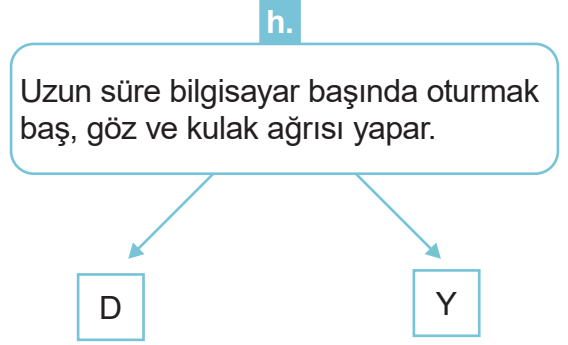 h.
Uzun süre bilgisayar başında oturmak
baş, göz ve kulak ağrısı yapar.
D
Y